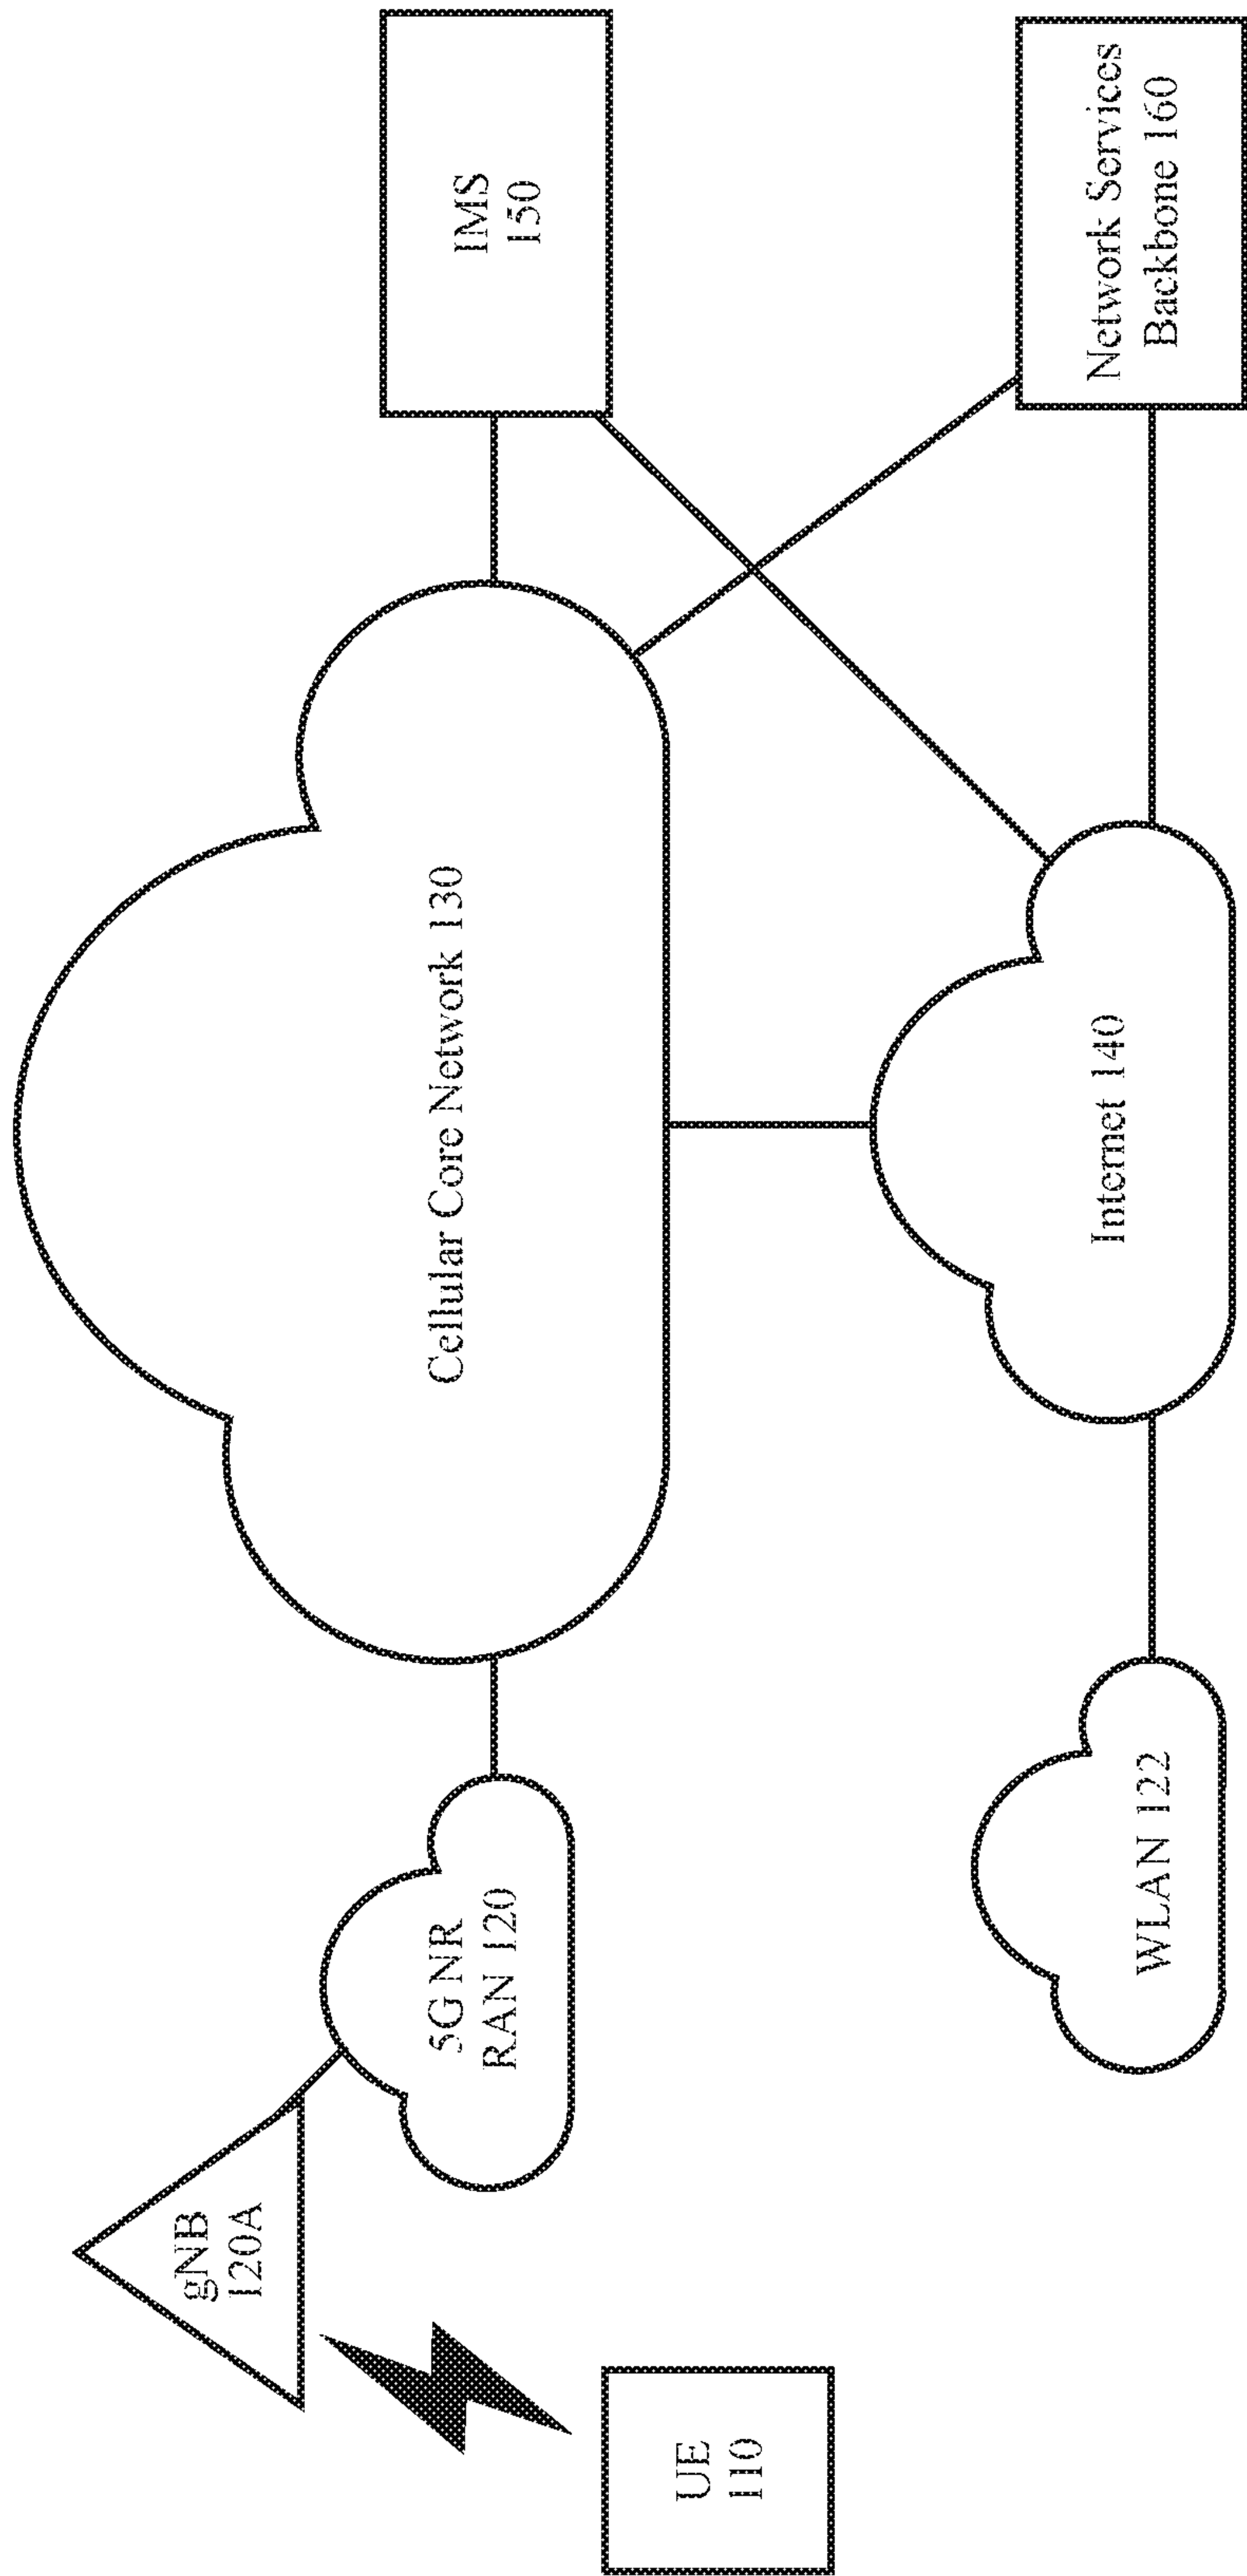 gNB
120A
UE
110
5G NR
RAN 120
WLAN 122
Cellular Core Network 130
Internet 140
IMS
150
Network Services
Backbone 160